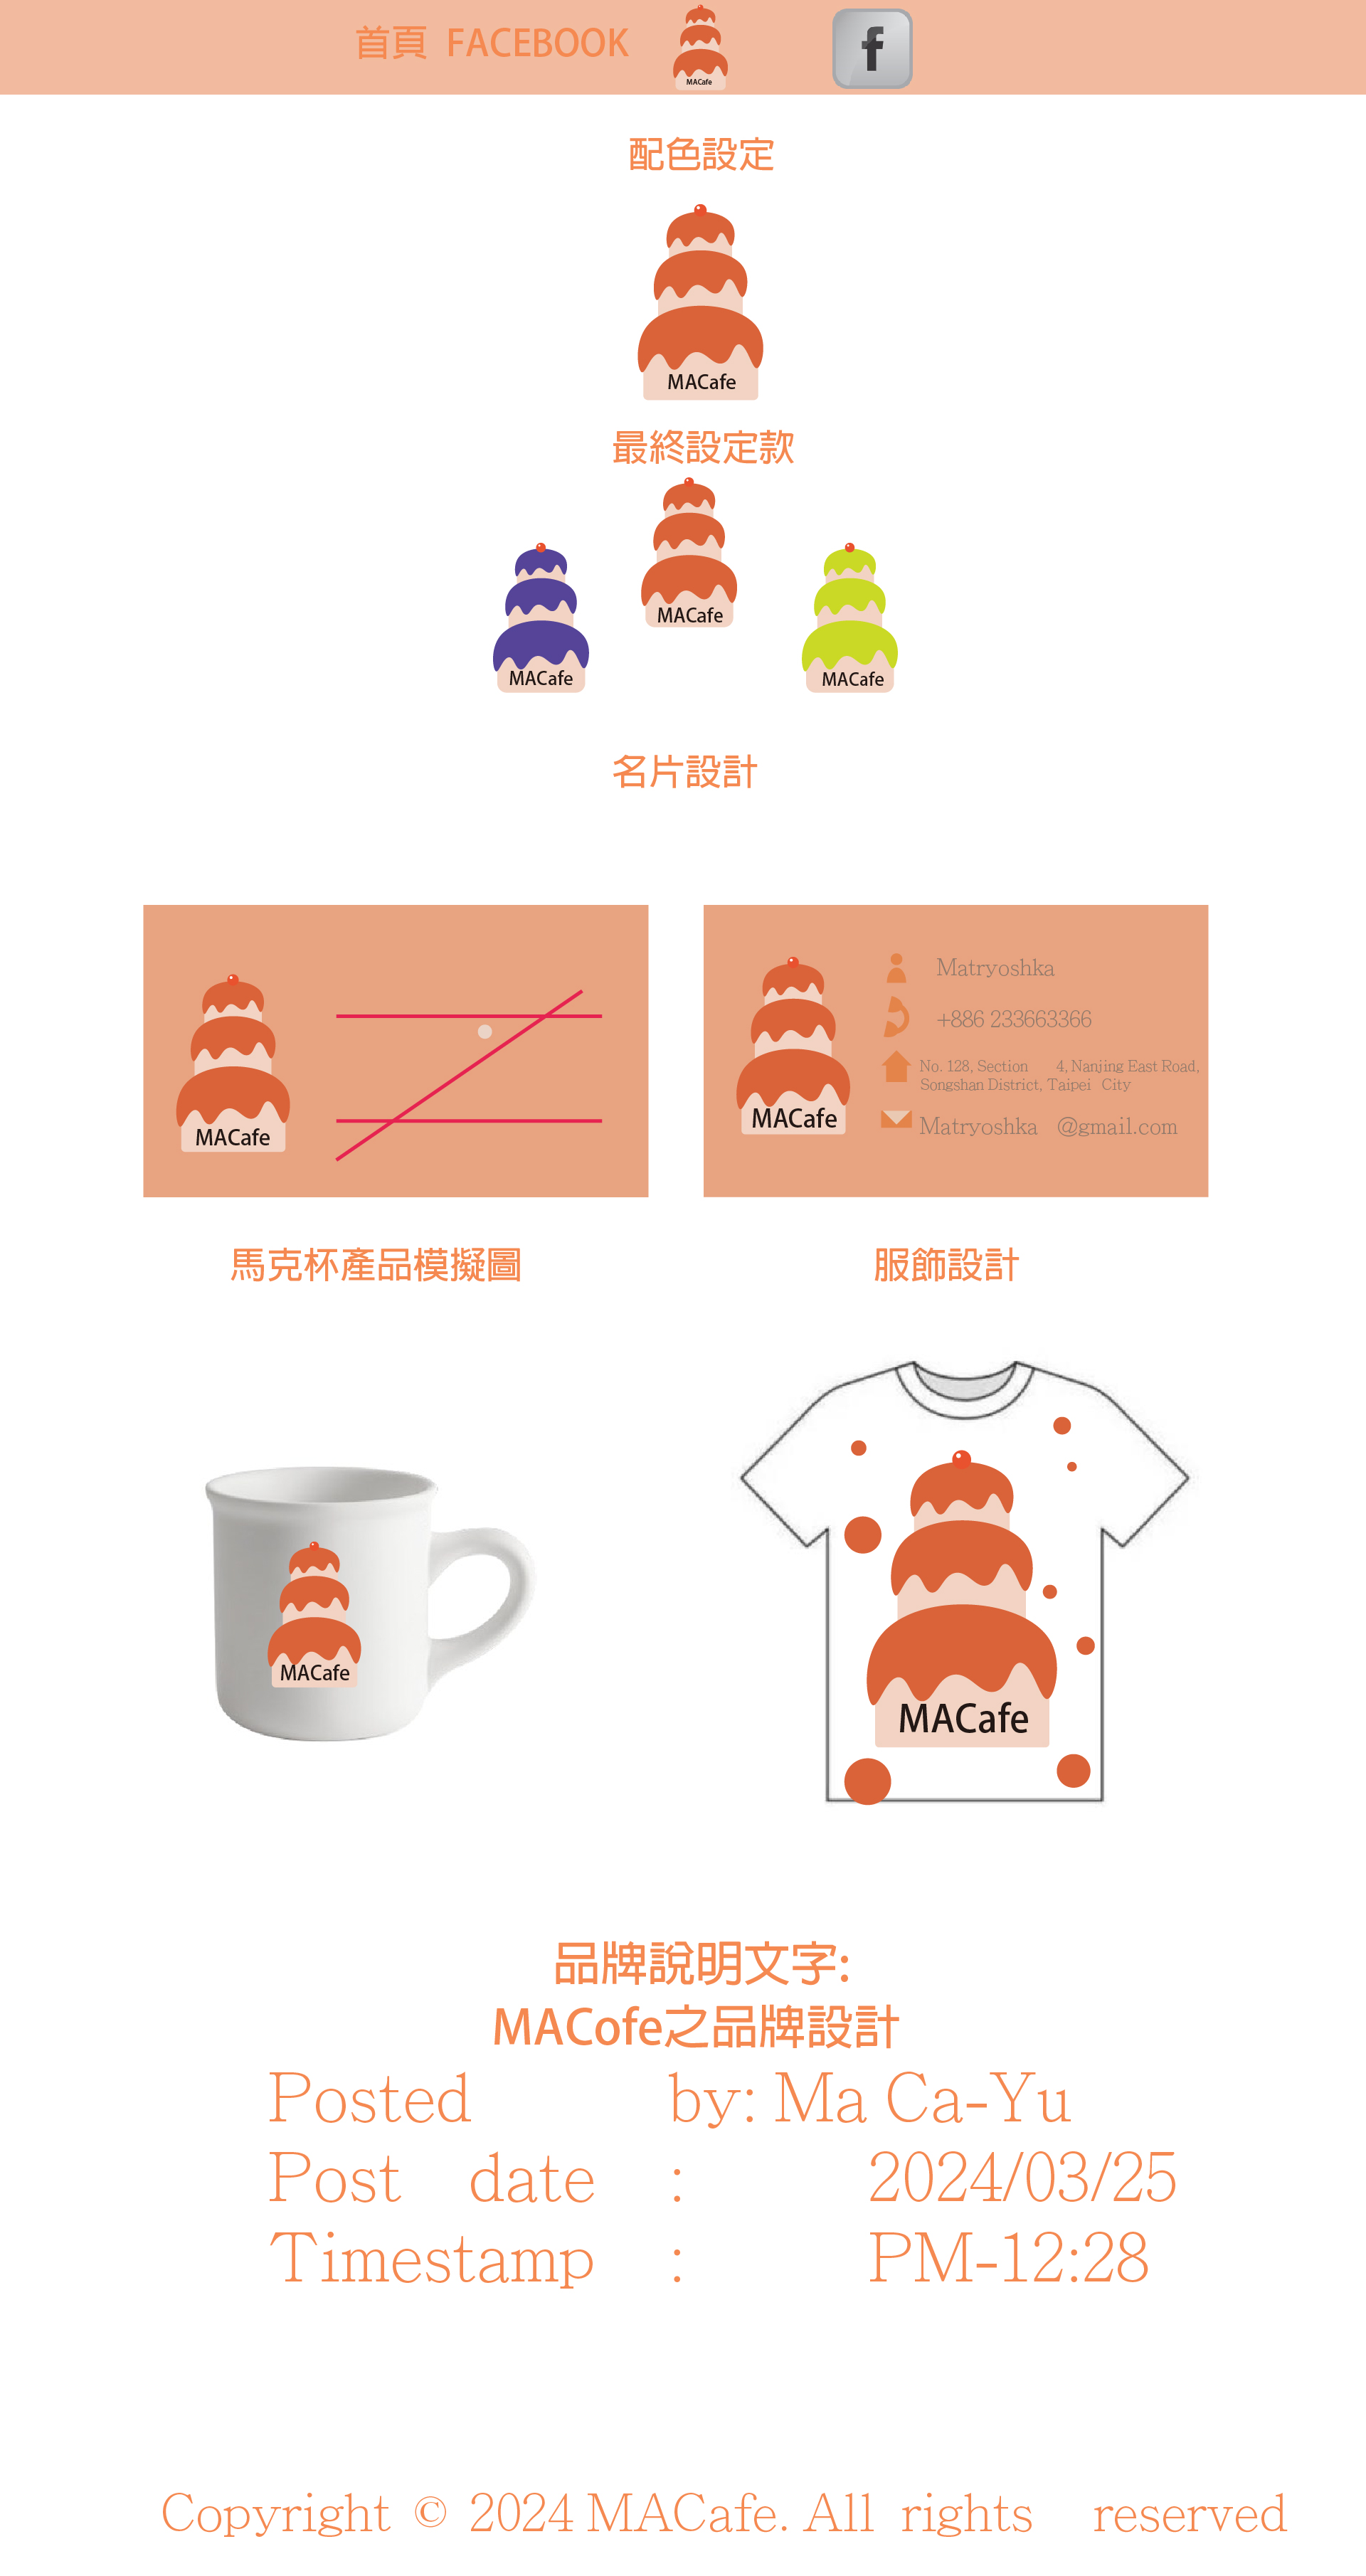 首頁 FACEBOOK
MACafe
f
配色設定
MACafe
最終設定款
MACafe
MACafe
MACafe
名片設計
MACafe
MACafe
Matryoshka
+886 233663366
No. 128, Section 4, Nanjing East Road,
Songshan District, Taipei City
Matryoshka @gmail.com
馬克杯產品模擬圖
服飾設計
MACafe
MACafe
品牌說明文字:
MACofe之品牌設計
Posted by: Ma Ca-Yu
Post date : 2024/03/25
Timestamp : PM-12:28
Copyright © 2024 MACafe. All rights reserved